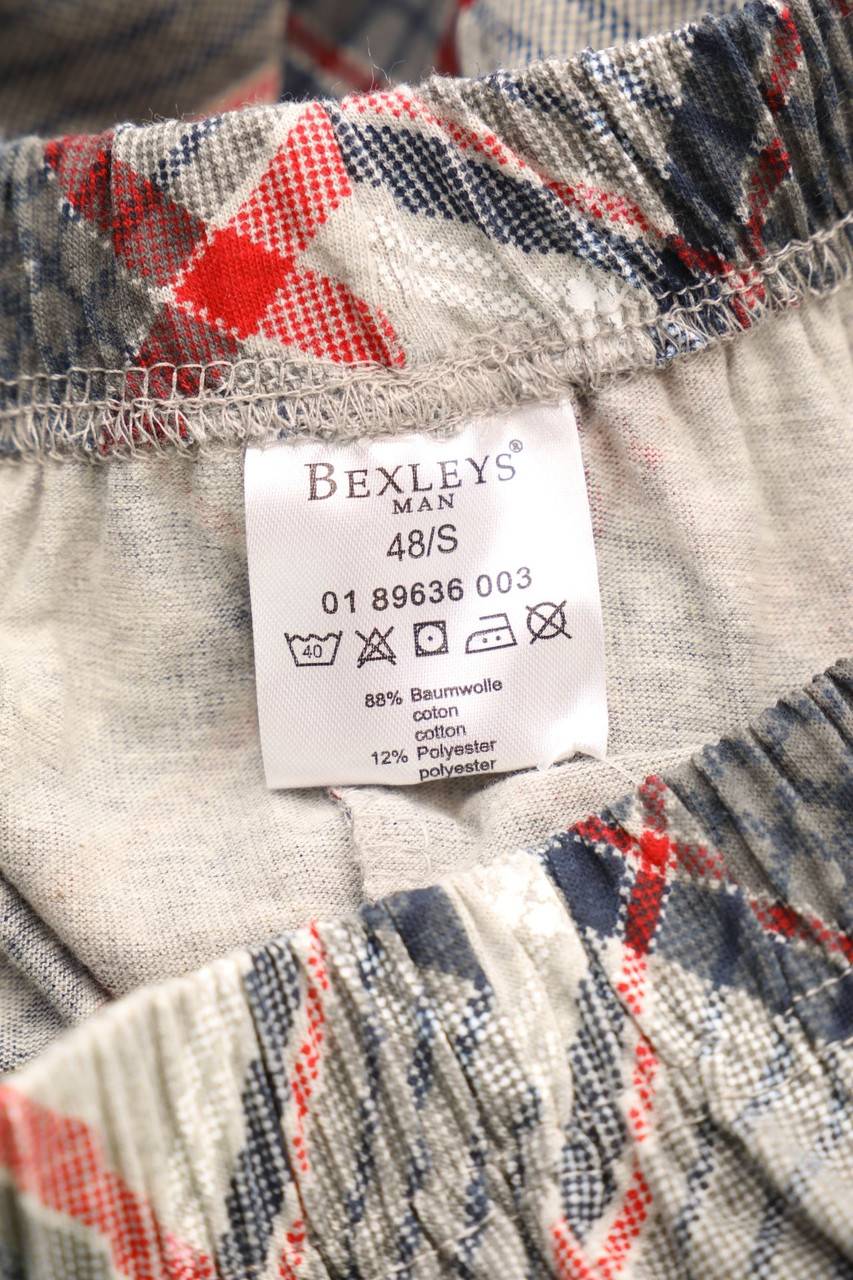 BEXLEYS®
MAN
48/S
01 89636 003
40
88% Baumwolle
coton
cotton
12% Polyester
polyester